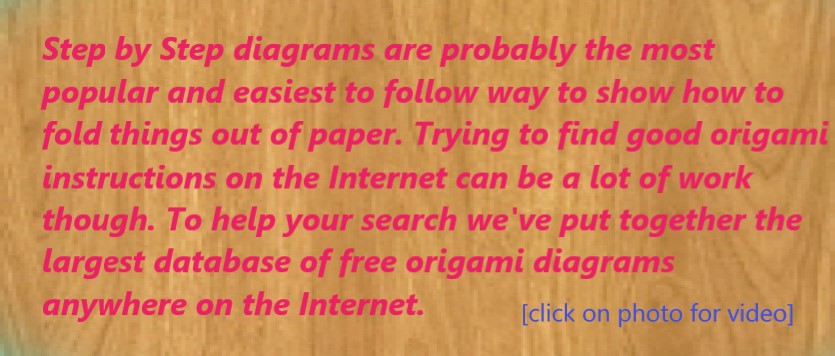 Step by Step diagrams are probably the most
popular and easiest to follow way to show how to
fold things out of paper. Trying to find good origami
instructions on the Internet can be a lot of work
though. To help your search we've put together the
largest database of free origami diagrams
anywhere on the Internet.
[click on photo for video]